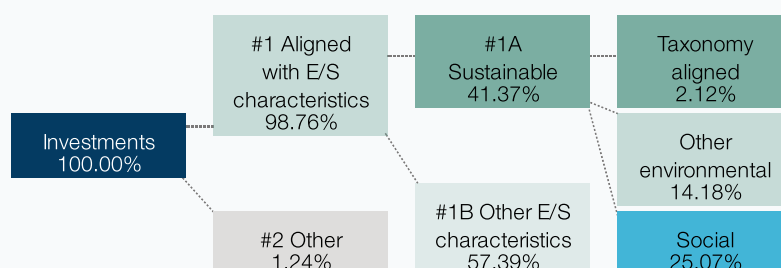 #1 Aligned
with E/S
characteristics
98.76%
#1A
Sustainable
41.37%
Taxonomy
aligned
2.12%
Investments
100.00%
Other
environmental
14.18%
#1B Other E/S
characteristics
57.39%
#2 Other
1.24%
Social
25.07%